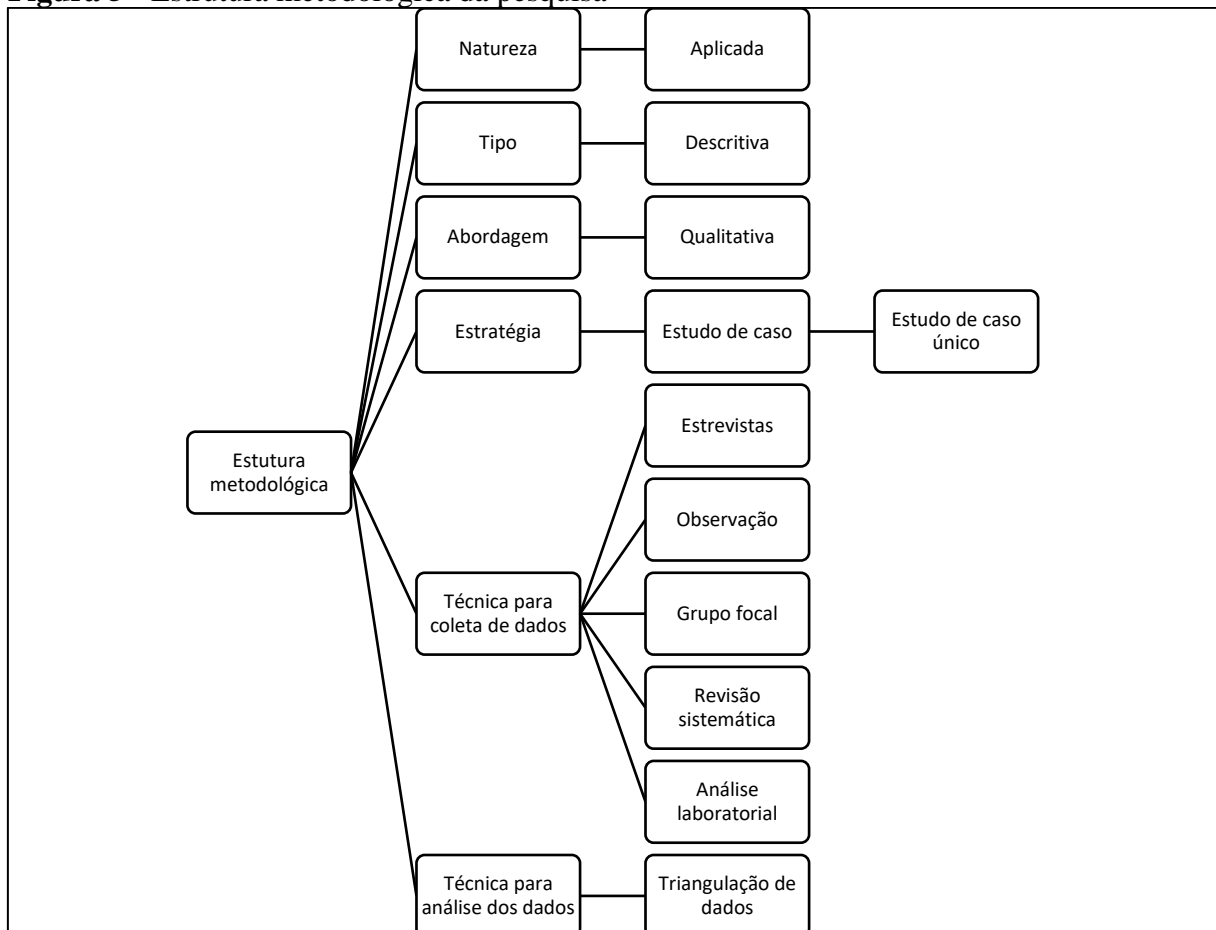 Figura - Estrutura metodológica da pesquisa
Natureza
Aplicada
Tipo
Descritiva
Abordagem
Qualitativa
Estratégia
Estudo de caso
Estudo de caso
único
Estrevistas
Estutura
metodológica
Observação
Técnica para
coleta de dados
Grupo focal
Revisão
sistemática
Análise
laboratorial
Técnica para
análise dos dados
Triangulação de
dados